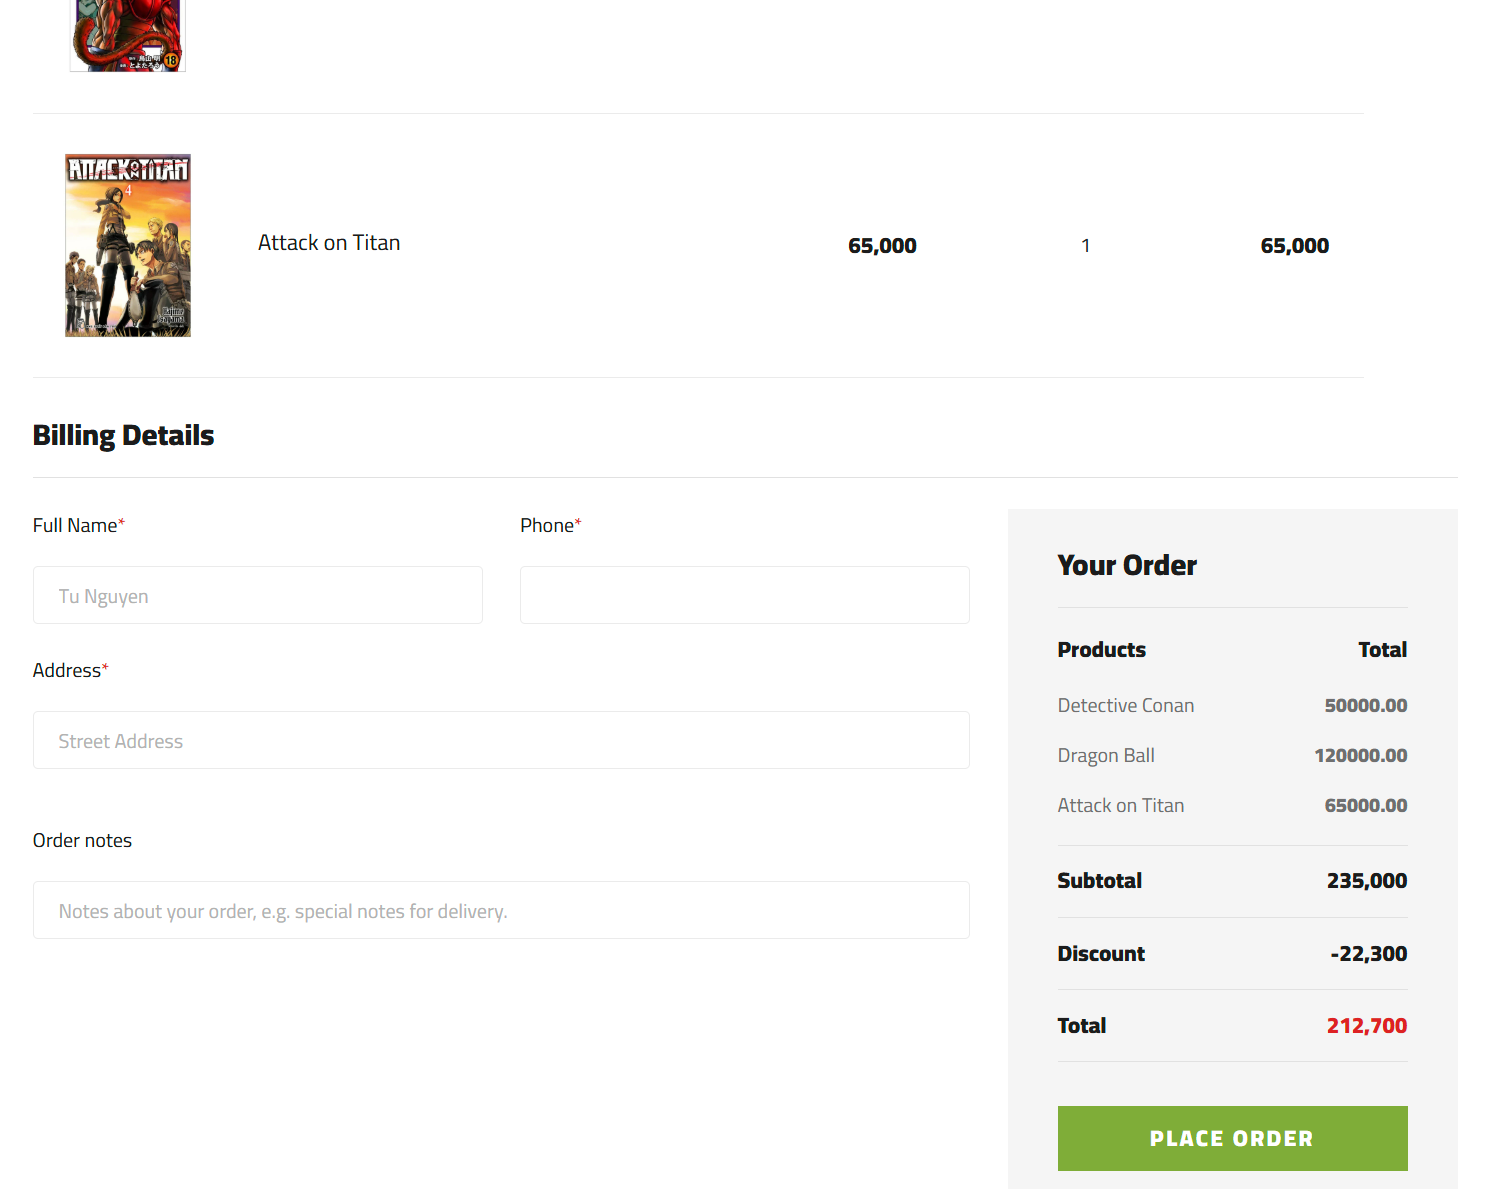 18
ATTACK ON TITAN
4
Attack on Titan
65,000
1
65,000
Billing Details
Full Name*
Phone*
Tu Nguyen
Address*
Street Address
Order notes
Notes about your order, e.g. special notes for delivery.
Your Order
Products Total
Detective Conan 50000.00
Dragon Ball 120000.00
Attack on Titan 65000.00
Subtotal 235,000
Discount -22,300
Total 212,700
PLACE ORDER